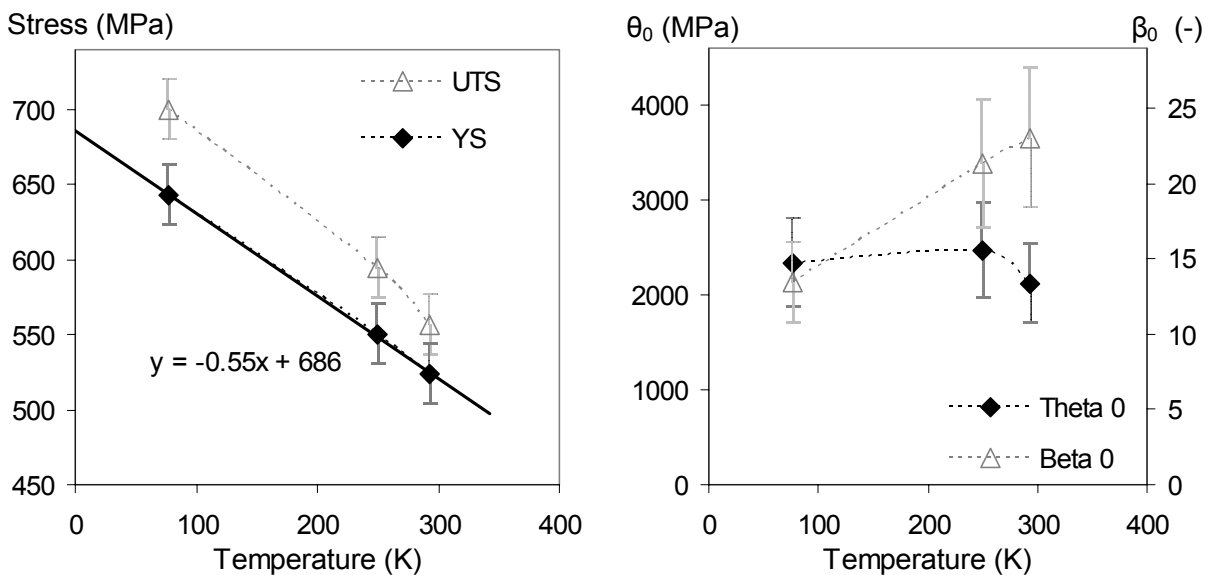 Stress (MPa)
700
650
600
550
500
450
0
100
200
300
400
Temperature (K)
UTS
YS
y = -0.55x + 686
θ0 (MPa)
β0 (-)
4000
3000
2000
1000
0
25
20
15
10
5
0
0
100
200
300
400
Temperature (K)
Theta 0
Beta 0